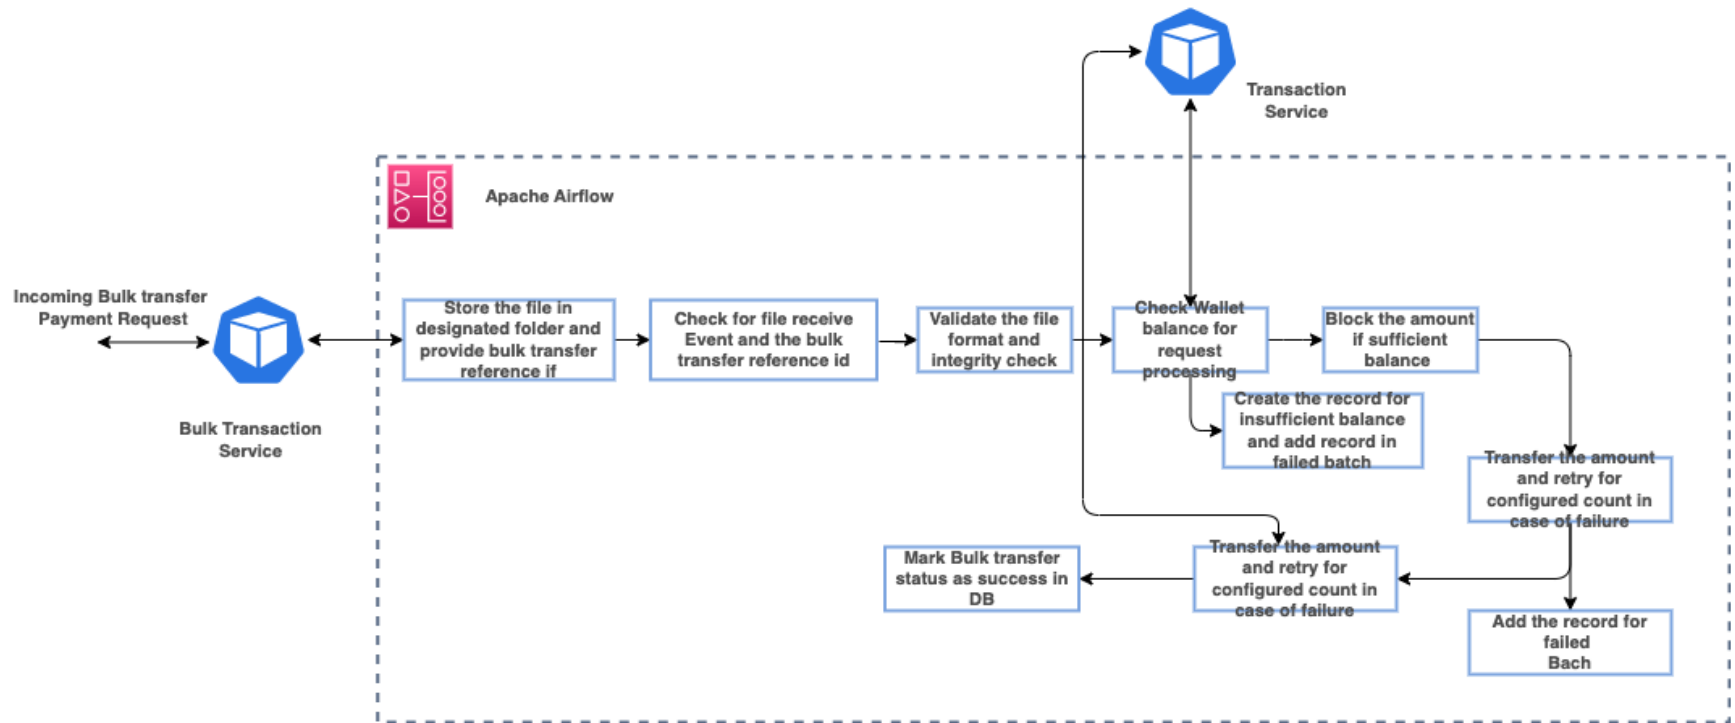 Transaction
Service
Apache Airflow
Incoming Bulk transfer
Payment Request
Bulk Transaction
Service
Store the file in
designated folder and
provide bulk transfer
reference if
Check for file receive
Event and the bulk
transfer reference id
Validate the file
format and
integrity check
Check Wallet
balance for
request
processing
Block the amount
if sufficient
balance
Create the record for
insufficient balance
and add record in
failed batch
Transfer the amount
and retry for
configured count in
case of failure
Mark Bulk transfer
status as success in
DB
Transfer the amount
and retry for
configured count in
case of failure
Add the record for
failed
Bach